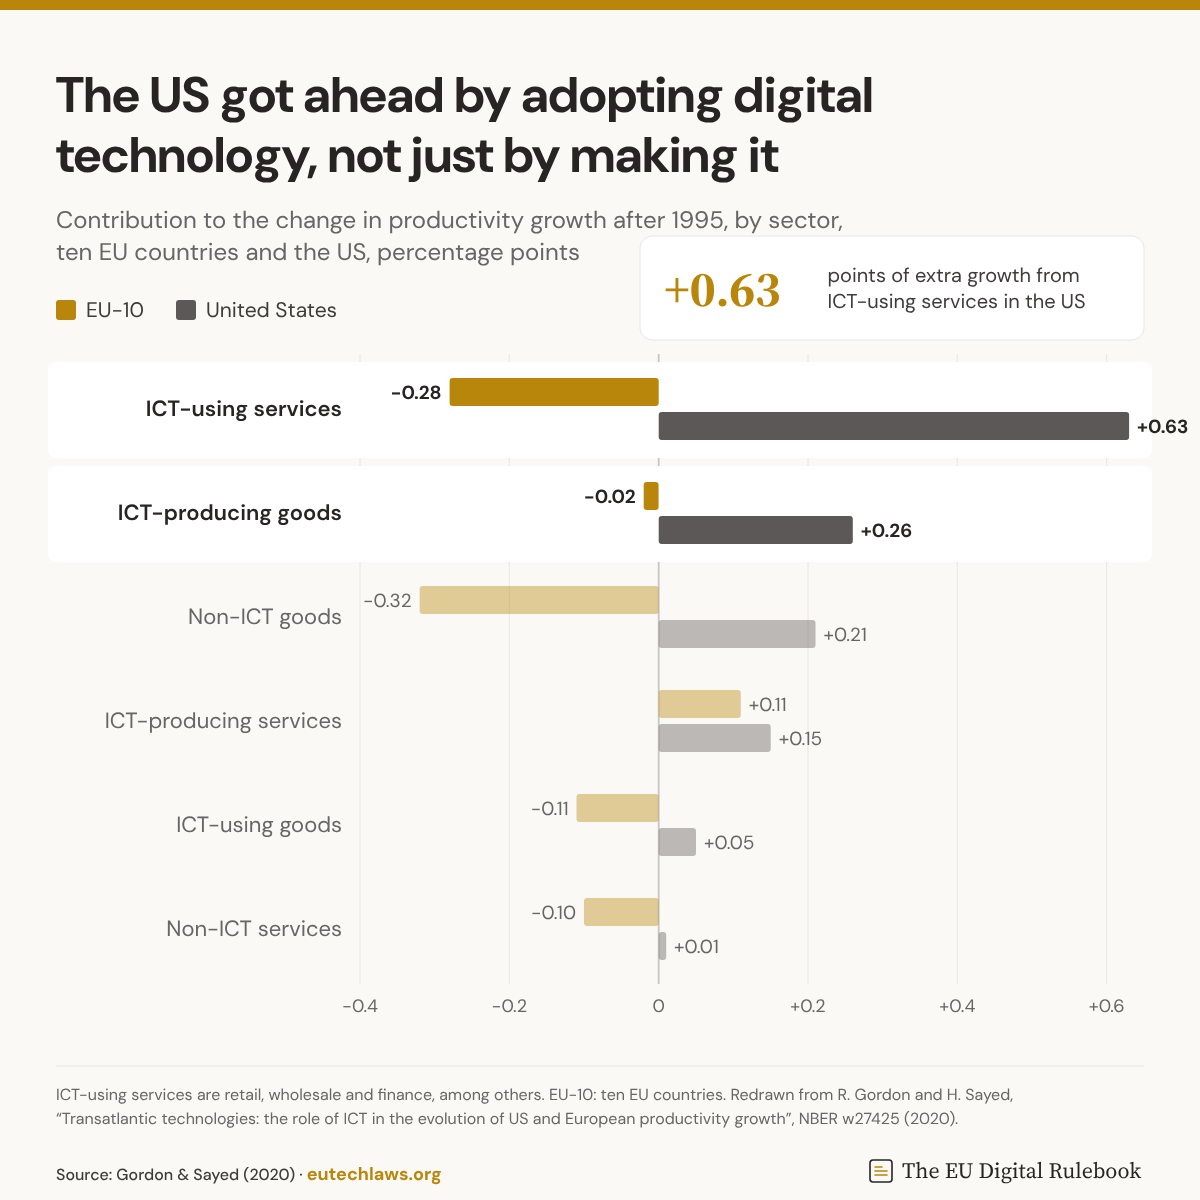 The US got ahead by adopting digital
technology, not just by making it
Contribution to the change in productivity growth after 1995, by sector,
ten EU countries and the US, percentage points
EU-10
United States
+0.63
points of extra growth from
ICT-using services in the US
ICT-using services
-0.28
+0.63
ICT-producing goods
-0.02
+0.26
Non-ICT goods
-0.32
+0.21
ICT-producing services
+0.11
+0.15
ICT-using goods
-0.11
+0.05
Non-ICT services
-0.10
+0.01
-0.4
-0.2
0
+0.2
+0.4
+0.6
ICT-using services are retail, wholesale and finance, among others. EU-10: ten EU countries. Redrawn from R. Gordon and H. Sayed,
“Transatlantic technologies: the role of ICT in the evolution of US and European productivity growth”, NBER w27425 (2020).
Source: Gordon & Sayed (2020) · eutechlaws.org
The EU Digital Rulebook